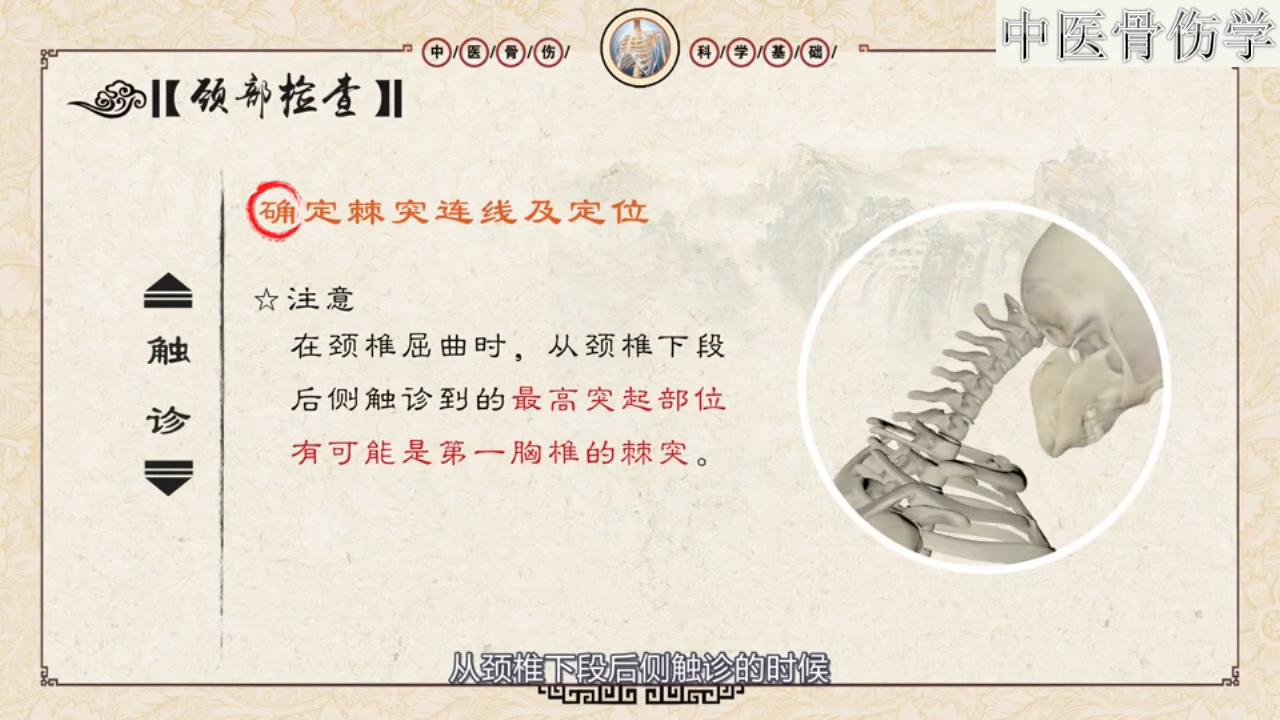 中/医/骨/伤/ 科/学/基/础/
中医骨伤学
【颈部检查】
确定棘突连线及定位
触诊
☆注意
在颈椎屈曲时，从颈椎下段
后侧触诊到的最高突起部位
有可能是第一胸椎的棘突。
从颈椎下段后侧触诊的时候